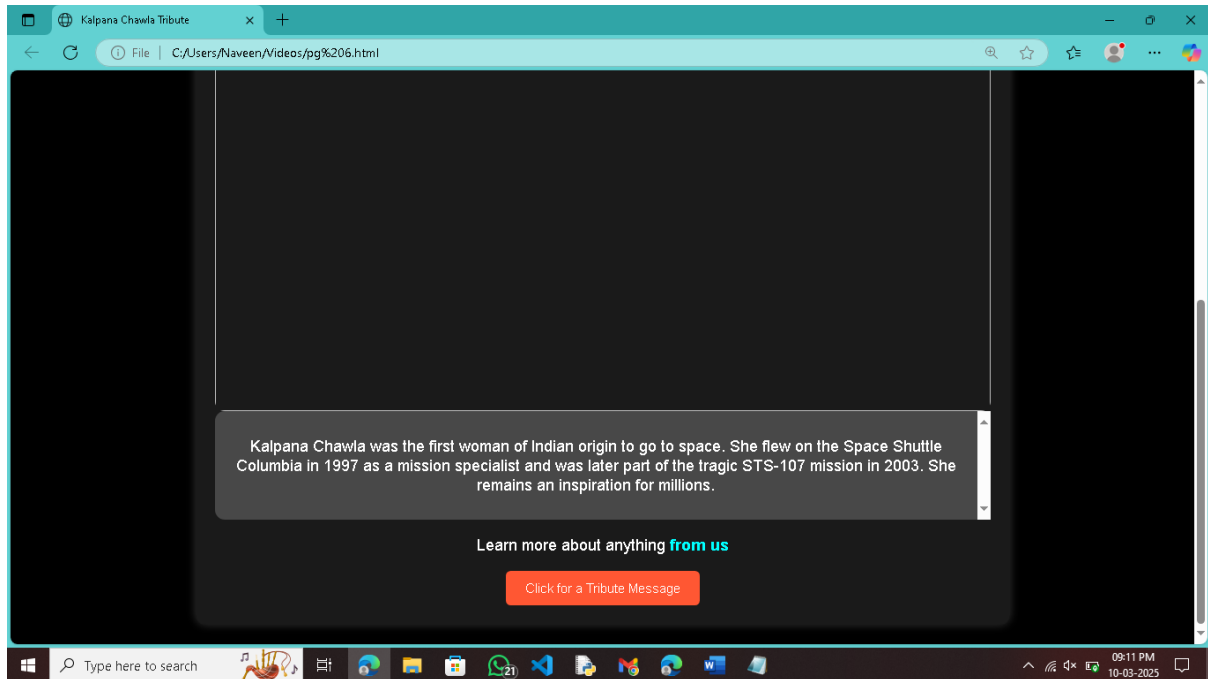 Kalpana Chawla Tribute
File | C:/Users/Naveen/Videos/pg%206.html
Kalpana Chawla was the first woman of Indian origin to go to space. She flew on the Space Shuttle
Columbia in 1997 as a mission specialist and was later part of the tragic STS-107 mission in 2003. She
remains an inspiration for millions.
Learn more about anything from us
Click for a Tribute Message
Type here to search
21
09:11 PM
10-03-2025